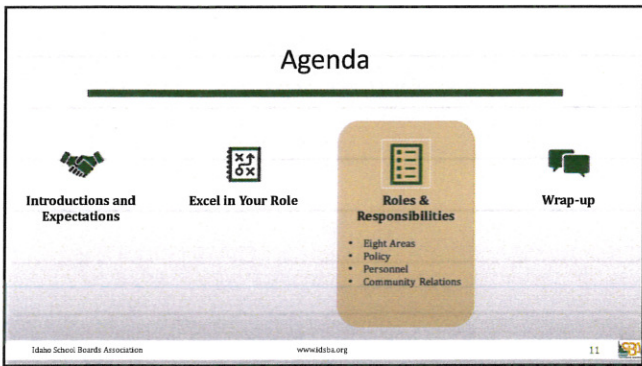 Agenda
Introductions and
Expectations
Excel in Your Role
Roles &
Responsibilities
• Eight Areas
• Policy
• Personnel
• Community Relations
Wrap-up
Idaho School Boards Association
www.idsba.org
11